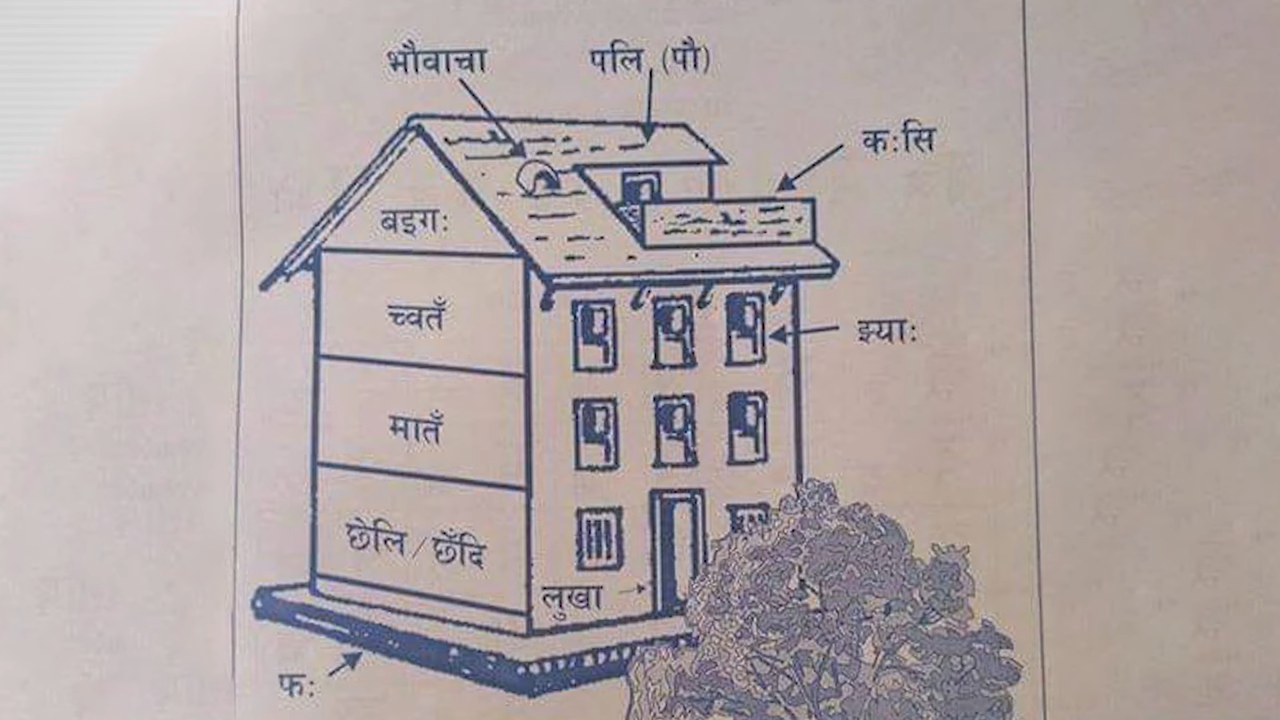 भौवाचा
पलि (पौ)
कःसि
बइगः
च्वतँ
झ्याः
मातँ
छेलि / छेँदि
लुखा
फः